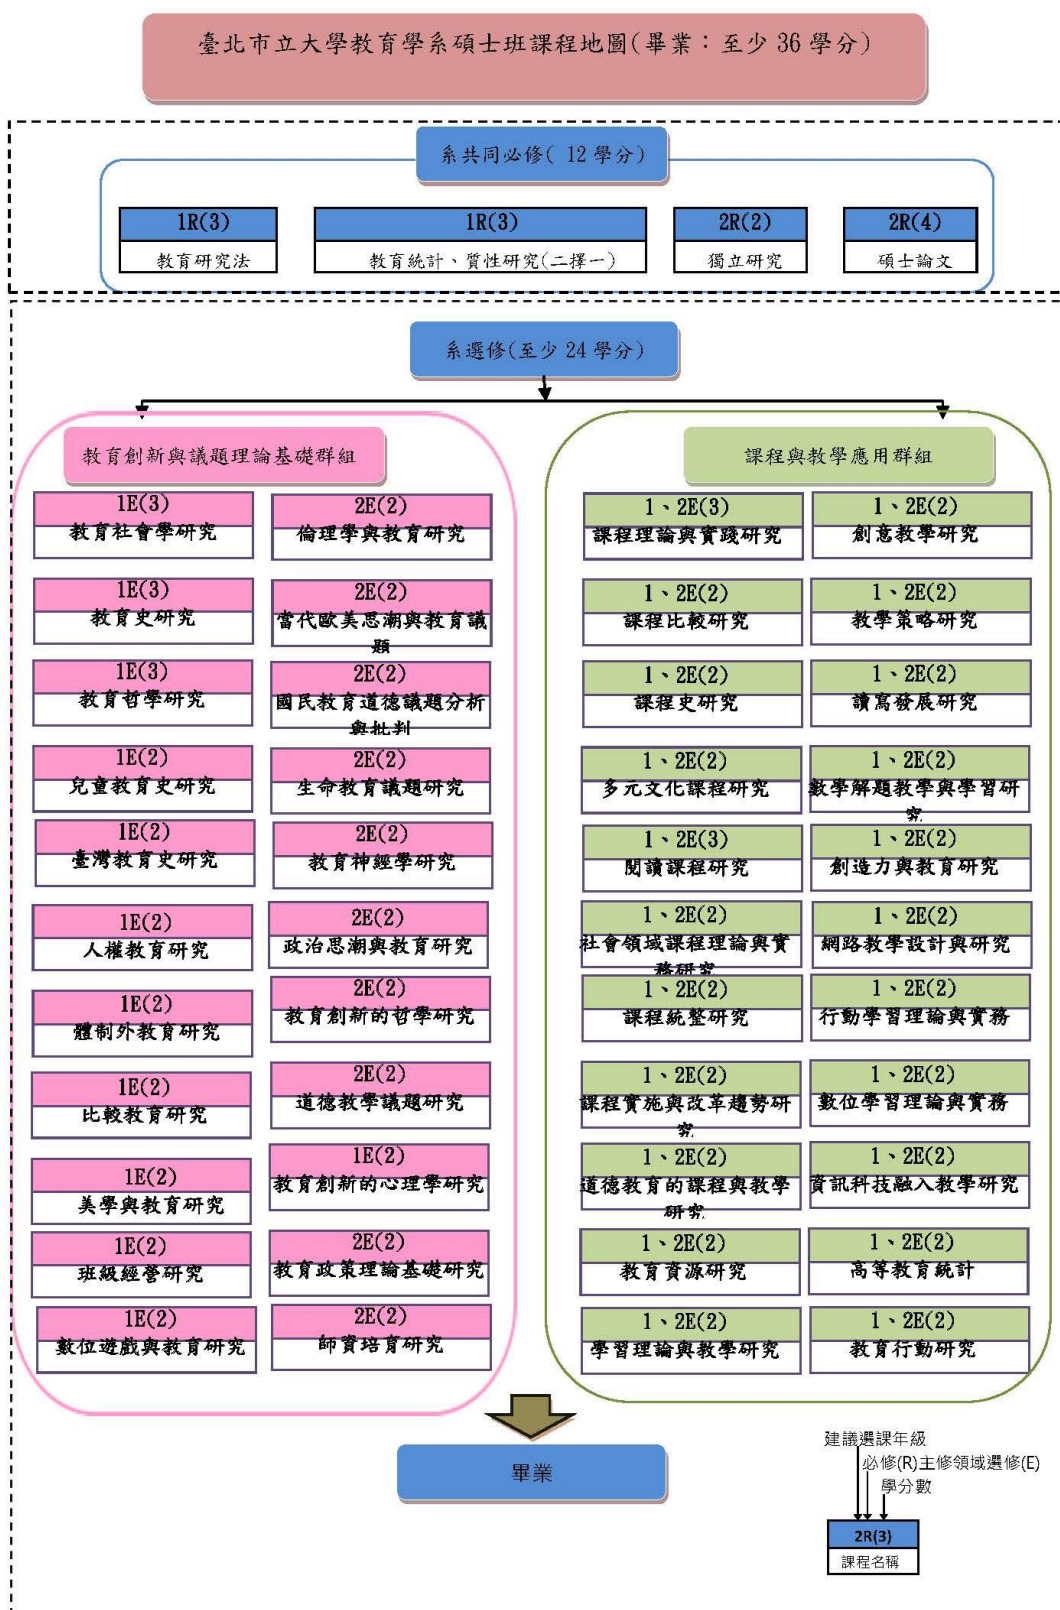 臺北市立大學教育學系碩士班課程地圖(畢業：至少 36 學分)
系共同必修( 12 學分)
1R(3)
教育研究法
1R(3)
教育統計、質性研究(二擇一)
2R(2)
獨立研究
2R(4)
碩士論文
系選修(至少 24 學分)
教育創新與議題理論基礎群組
1E(3)
教育社會學研究
2E(2)
倫理學與教育研究
1E(3)
教育史研究
2E(2)
當代歐美思潮與教育議
題
1E(3)
教育哲學研究
2E(2)
國民教育道德議題分析
與批判
1E(2)
兒童教育史研究
2E(2)
生命教育議題研究
1E(2)
臺灣教育史研究
2E(2)
教育神經學研究
1E(2)
人權教育研究
2E(2)
政治思潮與教育研究
1E(2)
體制外教育研究
2E(2)
教育創新的哲學研究
1E(2)
比較教育研究
2E(2)
道德教學議題研究
1E(2)
美學與教育研究
1E(2)
教育創新的心理學研究
1E(2)
班級經營研究
2E(2)
教育政策理論基礎研究
1E(2)
數位遊戲與教育研究
2E(2)
師資培育研究
課程與教學應用群組
1、2E(3)
課程理論與實踐研究
1、2E(2)
創意教學研究
1、2E(2)
課程比較研究
1、2E(2)
教學策略研究
1、2E(2)
課程史研究
1、2E(2)
讀寫發展研究
1、2E(2)
多元文化課程研究
1、2E(2)
數學解題教學與學習研
究
1、2E(3)
閱讀課程研究
1、2E(2)
創造力與教育研究
1、2E(2)
社會領域課程理論與實
務研究
1、2E(2)
網路教學設計與研究
1、2E(2)
課程統整研究
1、2E(2)
行動學習理論與實務
1、2E(2)
課程實施與改革趨勢研
究
1、2E(2)
數位學習理論與實務
1、2E(2)
道德教育的課程與教學
研究
1、2E(2)
資訊科技融入教學研究
1、2E(2)
教育資源研究
1、2E(2)
高等教育統計
1、2E(2)
學習理論與教學研究
1、2E(2)
教育行動研究
畢業
建議選課年級
必修(R)主修領域選修(E)
學分數
2R(3)
課程名稱